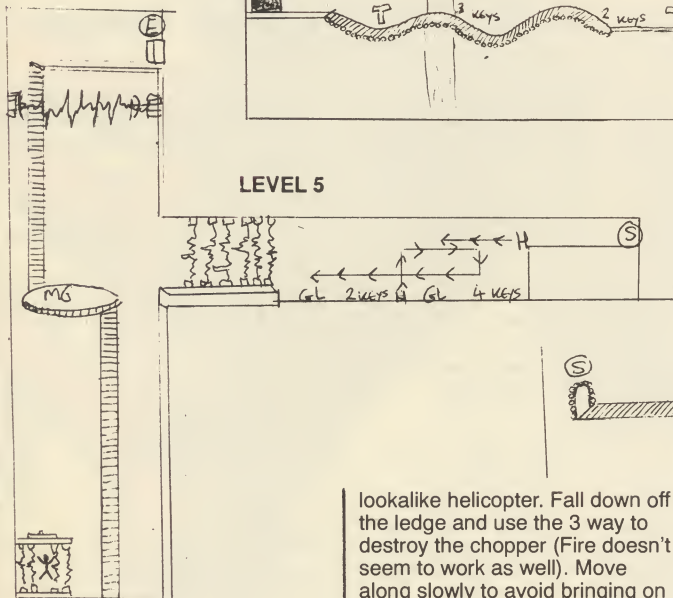 E
3 KEYS
2 KEYS
LEVEL 5
H
S
GL 2 KEYS H GL 4 KEYS
MG
S
lookalike helicopter. Fall down off
the ledge and use the 3 way to
destroy the chopper (Fire doesn't
seem to work as well). Move
along slowly to avoid bringing on